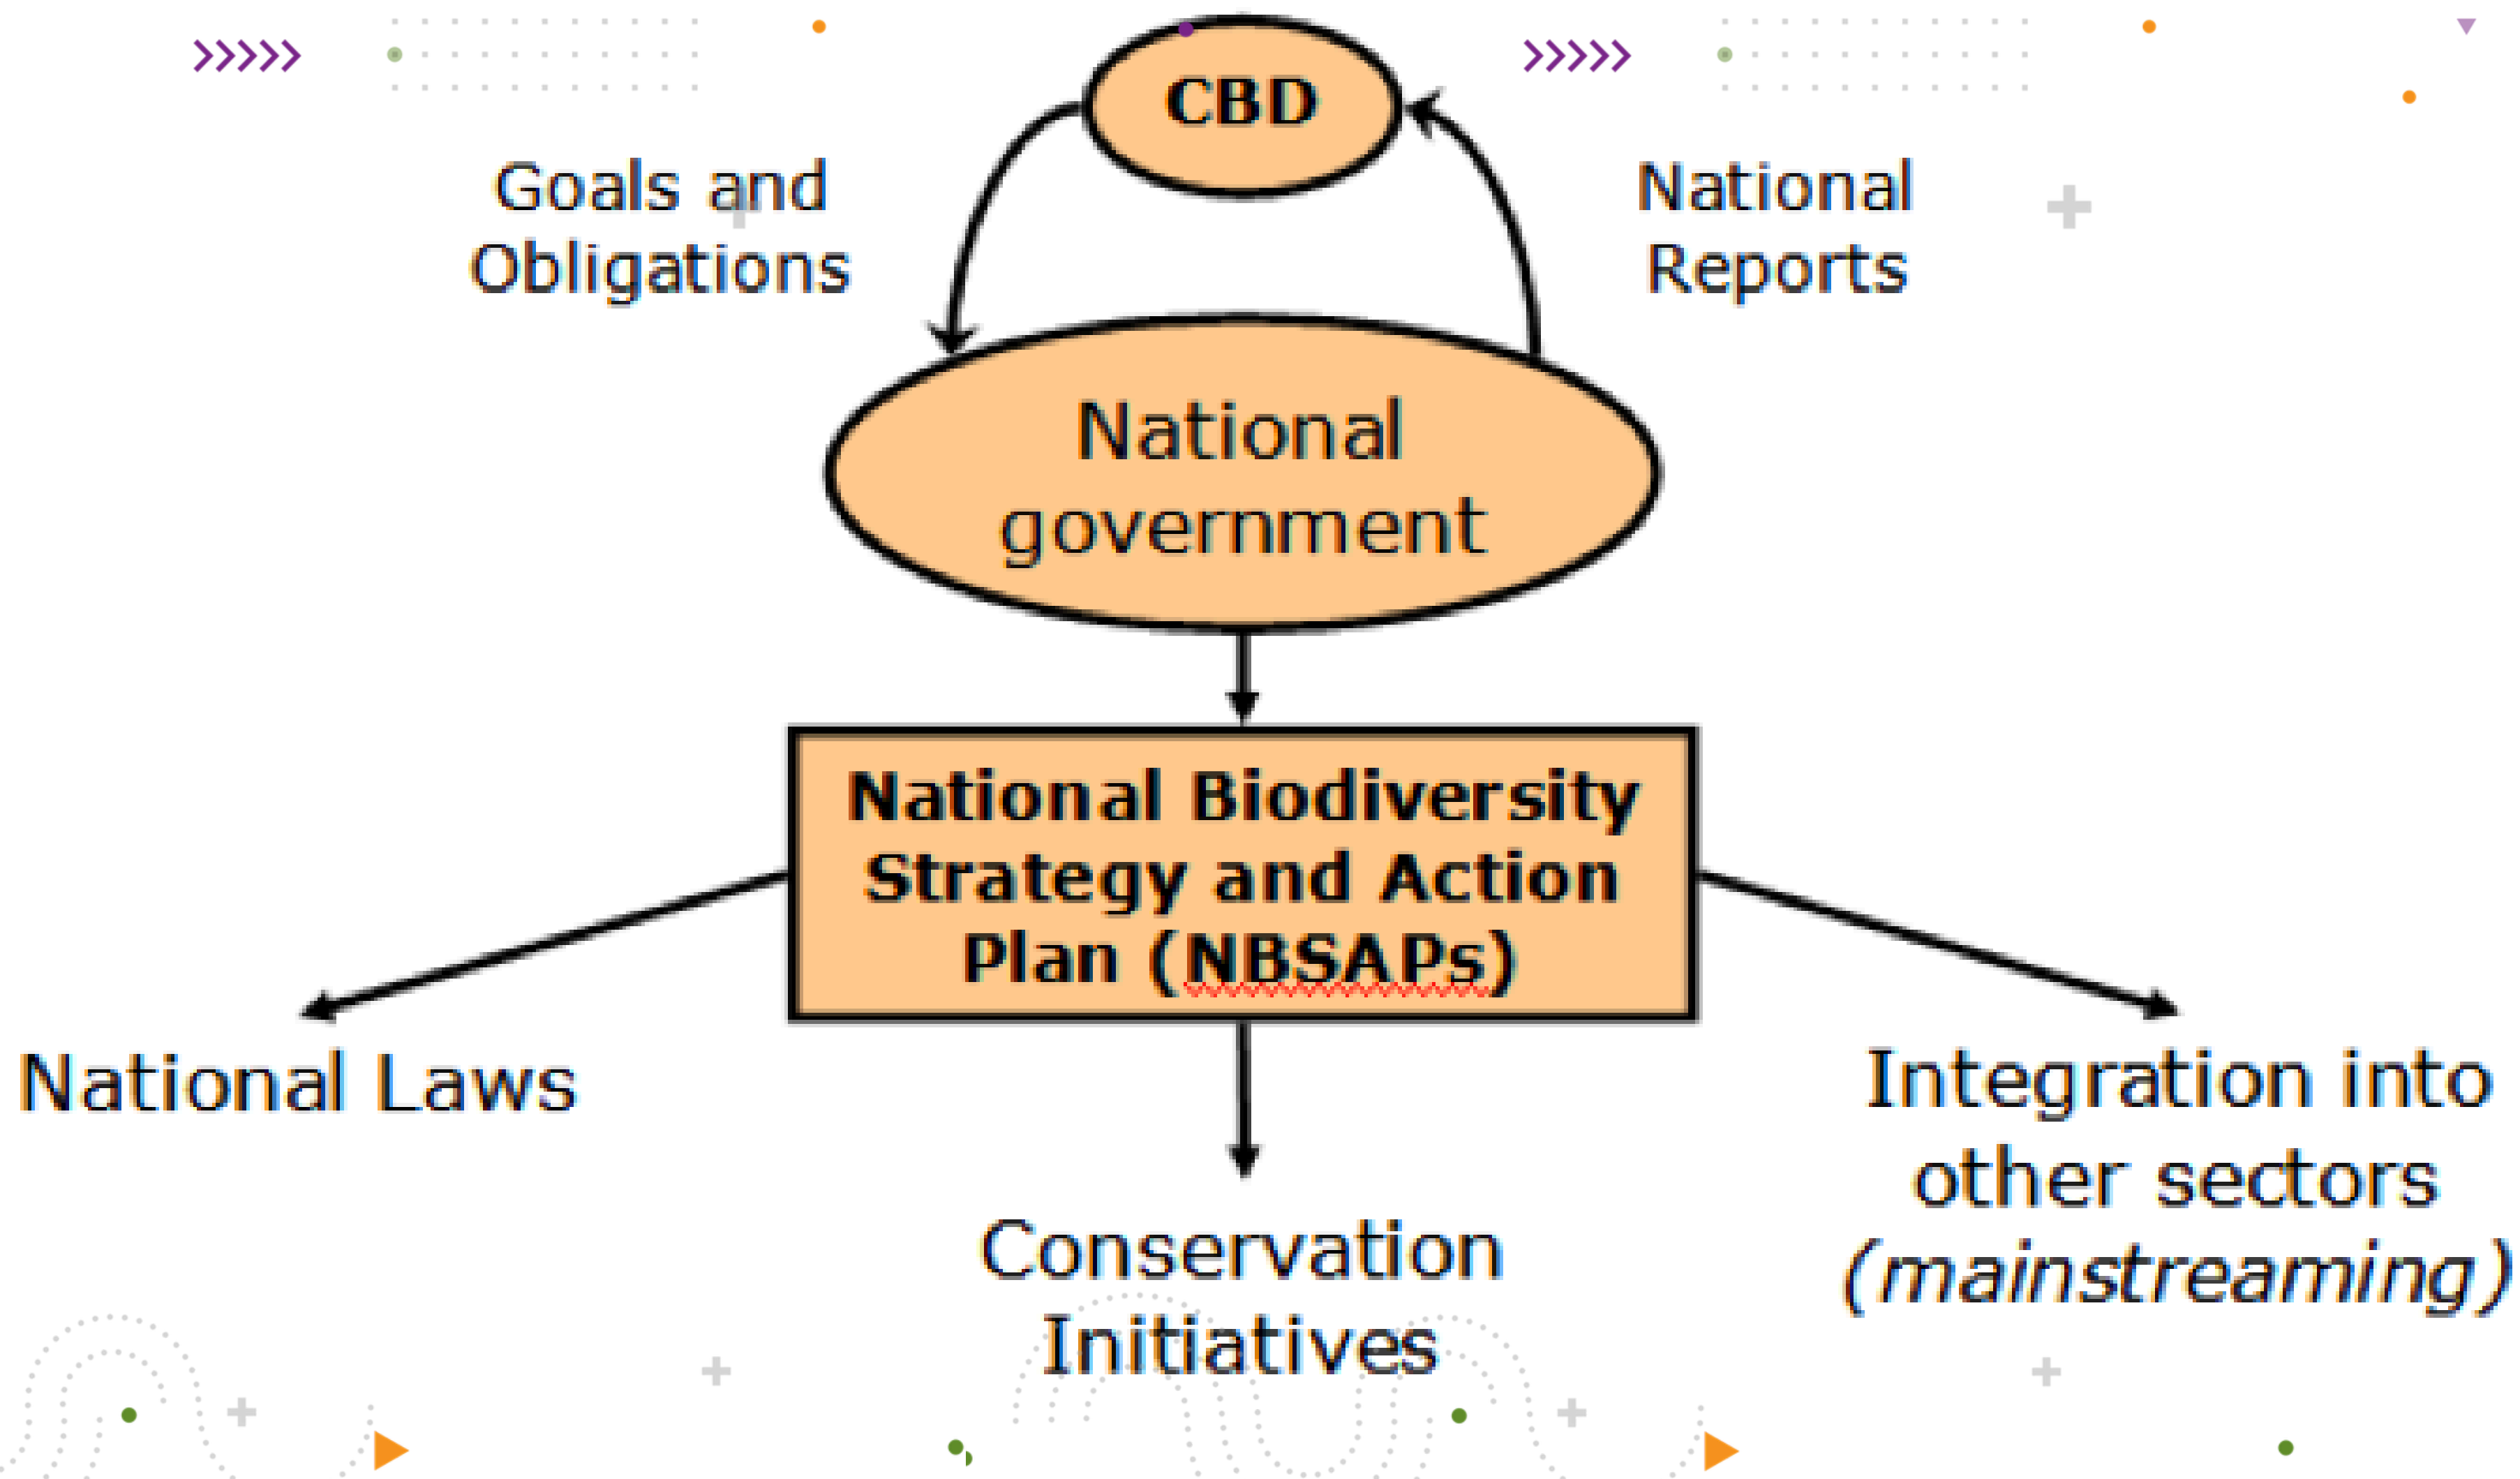 CBD
Goals and
Obligations
National
Reports
National
government
National Biodiversity
Strategy and Action
Plan (NBSAPs)
National Laws
Conservation
Initiatives
Integration into
other sectors
(mainstreaming)